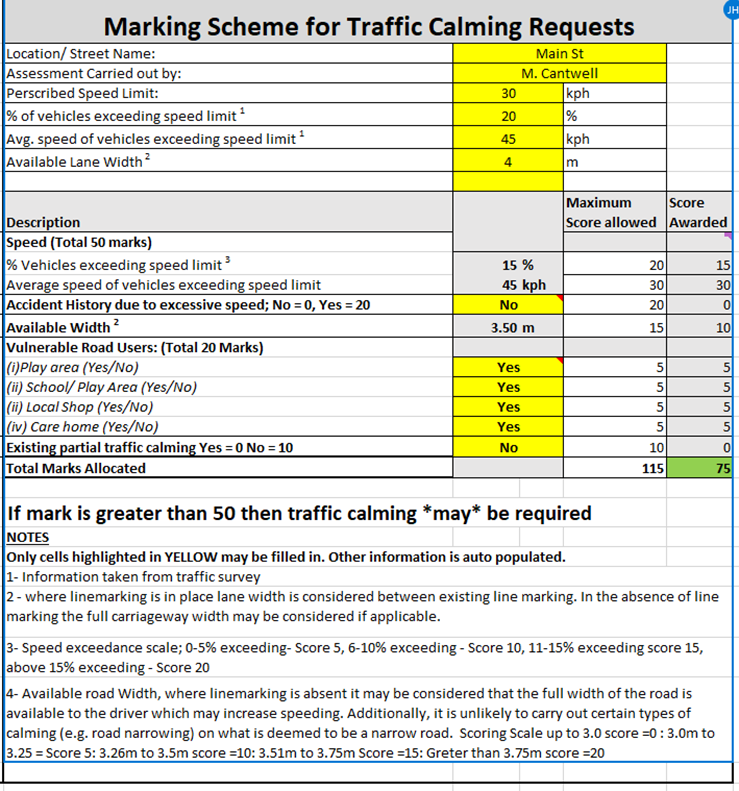 JH
Marking Scheme for Traffic Calming Requests
Location/ Street Name: Main St
Assessment Carried out by: M. Cantwell
Perscribed Speed Limit: 30 kph
% of vehicles exceeding speed limit 1 20 %
Avg. speed of vehicles exceeding speed limit 1 45 kph
Available Lane Width 2 4 m
Description Maximum Score allowed Score Awarded
Speed (Total 50 marks)
% Vehicles exceeding speed limit 3 15 % 20 15
Average speed of vehicles exceeding speed limit 45 kph 30 30
Accident History due to excessive speed; No = 0, Yes = 20 No 20 0
Available Width 2 3.50 m 15 10
Vulnerable Road Users: (Total 20 Marks)
(i)Play area (Yes/No) Yes 5 5
(ii) School/ Play Area (Yes/No) Yes 5 5
(ii) Local Shop (Yes/No) Yes 5 5
(iv) Care home (Yes/No) Yes 5 5
Existing partial traffic calming Yes = 0 No = 10 No 10 0
Total Marks Allocated 115 75
If mark is greater than 50 then traffic calming *may* be required
NOTES
Only cells highlighted in YELLOW may be filled in. Other information is auto populated.
1- Information taken from traffic survey
2 - where linemarking is in place lane width is considered between existing line marking. In the absence of line
marking the full carriageway width may be considered if applicable.
3- Speed exceedance scale; 0-5% exceeding- Score 5, 6-10% exceeding - Score 10, 11-15% exceeding score 15,
above 15% exceeding - Score 20
4- Available road Width, where linemarking is absent it may be considered that the full width of the road is
available to the driver which may increase speeding. Additionally, it is unlikely to carry out certain types of
calming (e.g. road narrowing) on what is deemed to be a narrow road.  Scoring Scale up to 3.0 score =0 : 3.0m to
3.25 = Score 5: 3.26m to 3.5m score =10: 3.51m to 3.75m Score =15: Greter than 3.75m score =20